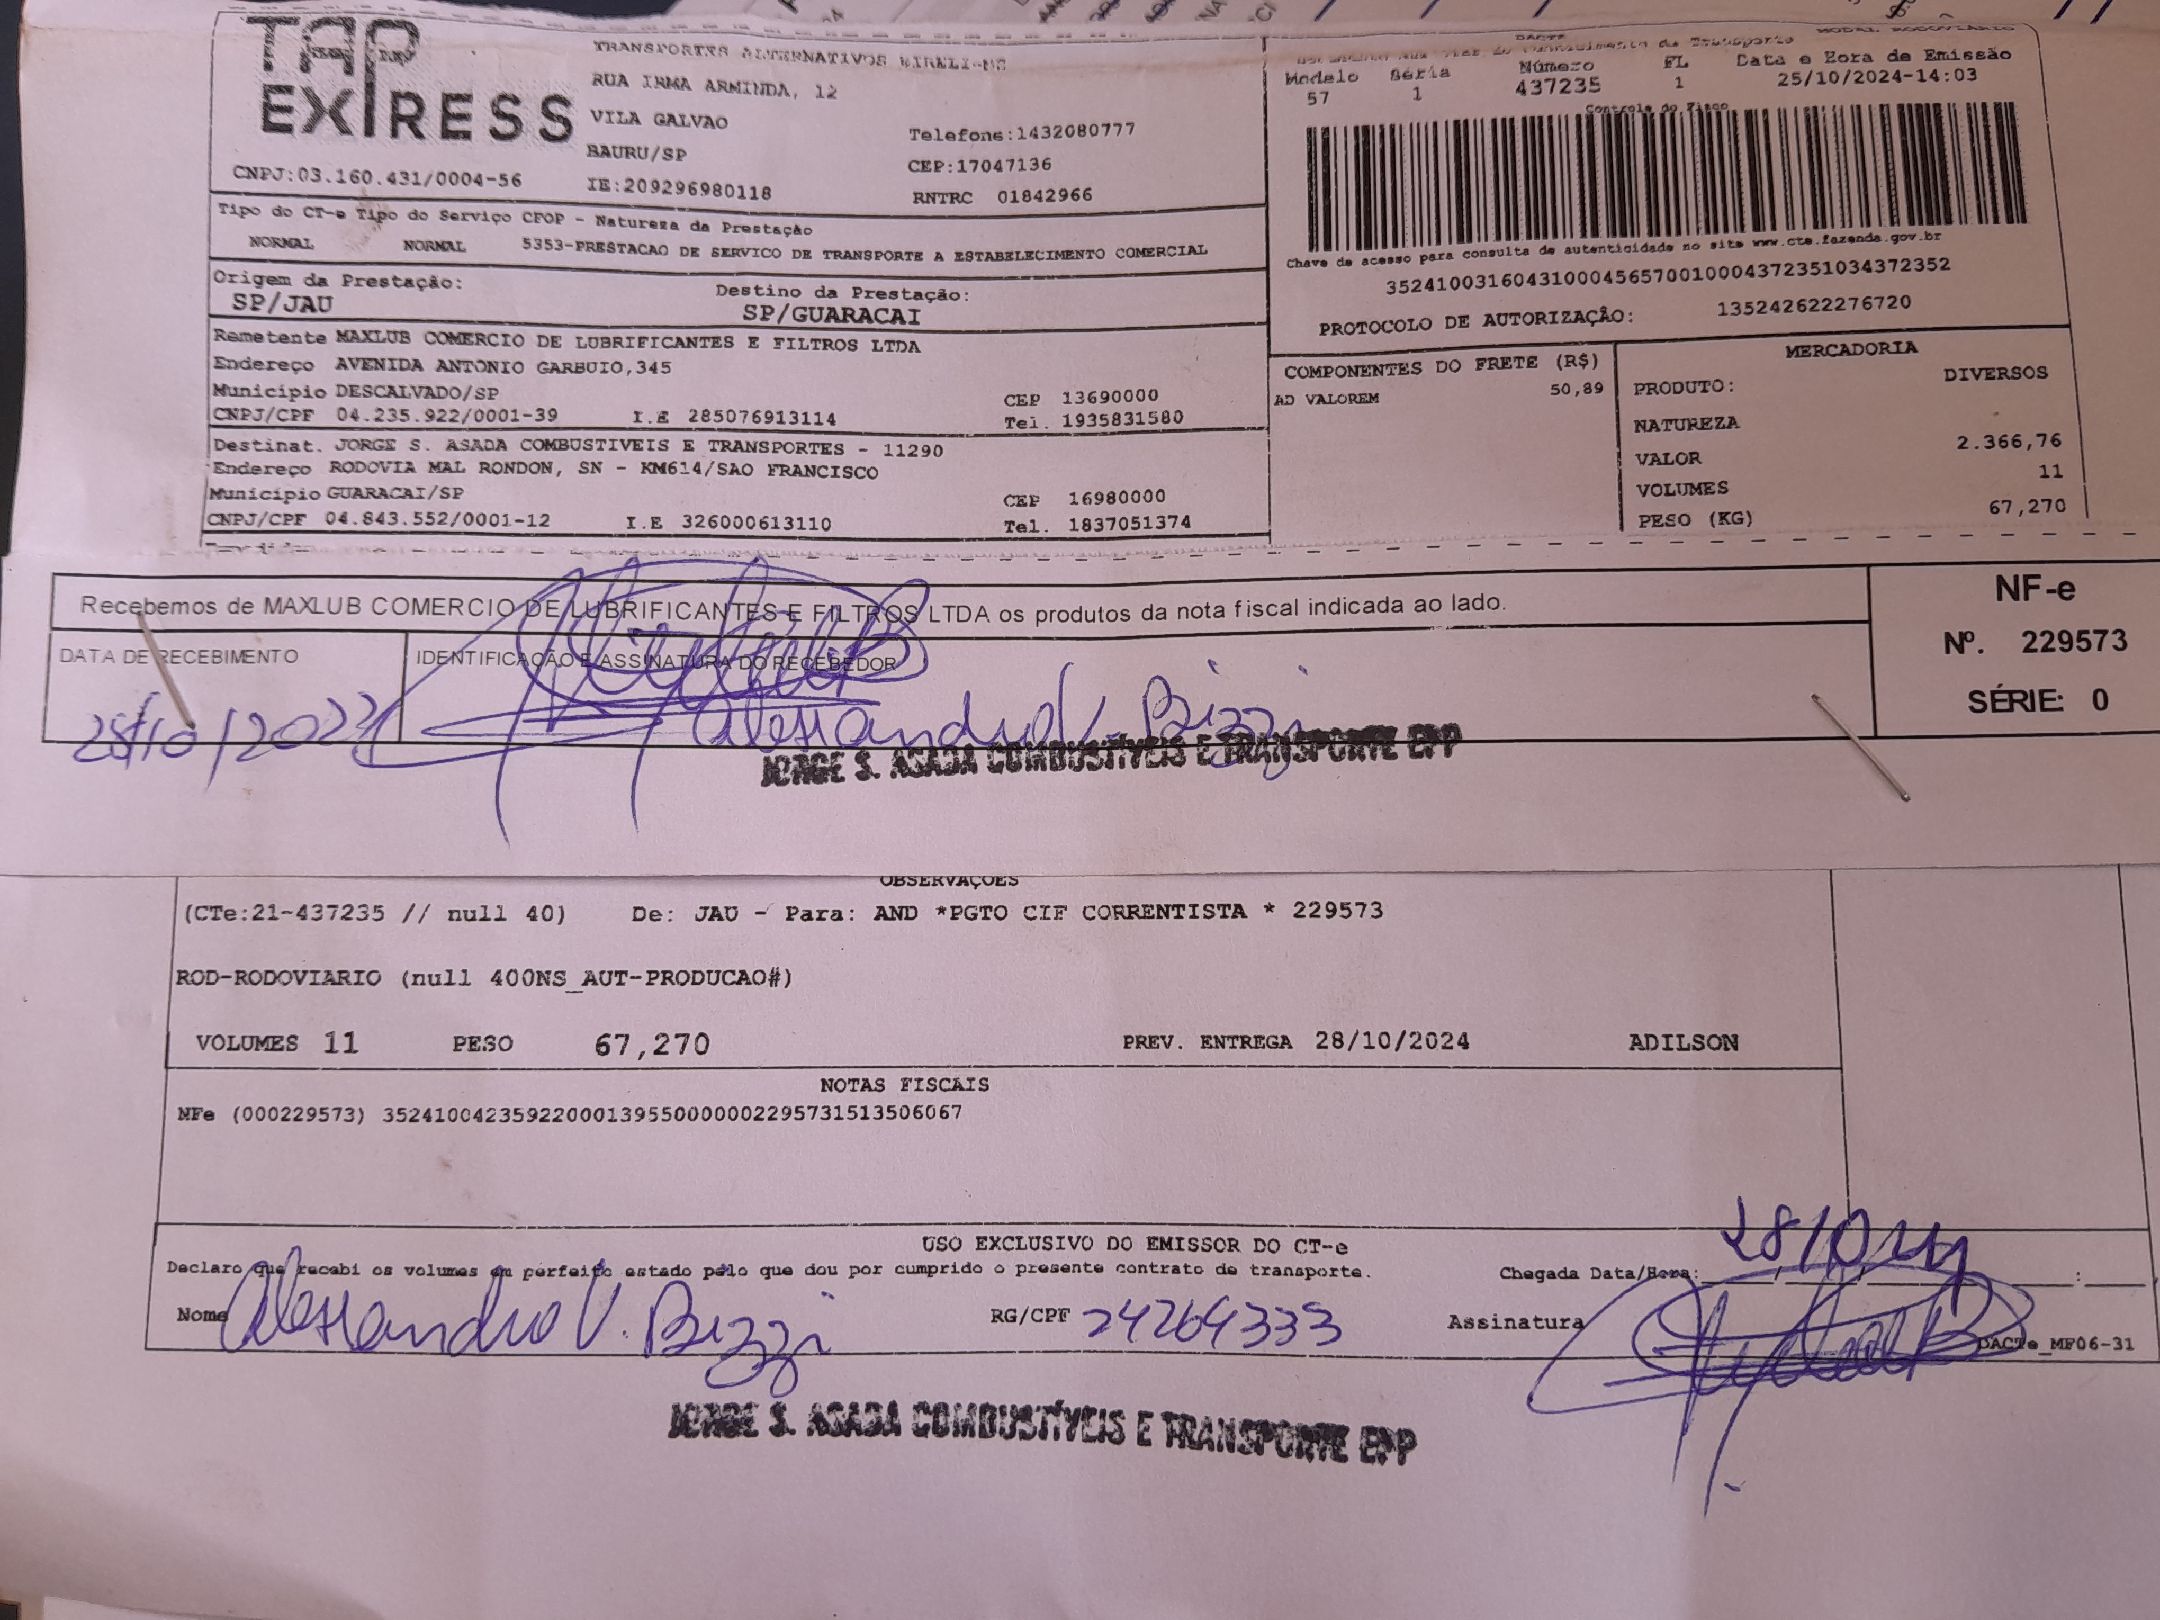 TAP
EXPRESS
TRANSPORTES ALTERNATIVOS EIRELI-ME
RUA IRMA ARMINDA, 12
VILA GALVAO
Telefone:1432080777
BAURU/SP
CEP:17047136
CNPJ:03.160.431/0004-56
IE:209296980118
RNTRC 01842966
DACTE
MODAL RODOVIÁRIO
Modelo Série Número FL Data e Hora de Emissão
57 1 437235 1 25/10/2024-14:03
Controle do Fisco
Chave de acesso para consulta de autenticidade no site www.cte.fazenda.gov.br
35241003160431000456570010004372351034372352
PROTOCOLO DE AUTORIZAÇÃO: 135242622276720
Tipo do CT-e Tipo do Serviço CFOP - Natureza da Prestação
NORMAL NORMAL 5353-PRESTACAO DE SERVICO DE TRANSPORTE A ESTABELECIMENTO COMERCIAL
Origem da Prestação: Destino da Prestação:
SP/JAU SP/GUARACAI
Remetente MAXLUB COMERCIO DE LUBRIFICANTES E FILTROS LTDA
Endereço AVENIDA ANTONIO GARBUIO,345
Município DESCALVADO/SP CEP 13690000
CNPJ/CPF 04.235.922/0001-39 I.E 285076913114 Tel. 1935831580
Destinat. JORGE S. ASADA COMBUSTIVEIS E TRANSPORTES - 11290
Endereço RODOVIA MAL RONDON, SN - KM614/SAO FRANCISCO
Município GUARACAI/SP CEP 16980000
CNPJ/CPF 04.843.552/0001-12 I.E 326000613110 Tel. 1837051374
COMPONENTES DO FRETE (R$)
AD VALOREM 50,89
MERCADORIA
PRODUTO: DIVERSOS
NATUREZA
VALOR 2.366,76
VOLUMES 11
PESO (KG) 67,270
Recebemos de MAXLUB COMERCIO DE LUBRIFICANTES E FILTROS LTDA os produtos da nota fiscal indicada ao lado.
DATA DE RECEBIMENTO
IDENTIFICAÇÃO E ASSINATURA DO RECEBEDOR
Alessandro V. Bizzi
JORGE S. ASADA COMBUSTÍVEIS E TRANSPORTE EPP
NF-e
Nº. 229573
SÉRIE: 0
OBSERVAÇÕES
(CTe:21-437235 // null 40) De: JAU - Para: AND *PGTO CIF CORRENTISTA * 229573
ROD-RODOVIARIO (null 400NS_AUT-PRODUCAO#)
VOLUMES 11 PESO 67,270 PREV. ENTREGA 28/10/2024 ADILSON
NOTAS FISCAIS
NFe (000229573) 35241004235922000139550000002295731513506067
USO EXCLUSIVO DO EMISSOR DO CT-e
Declaro que recebi os volumes em perfeito estado pelo que dou por cumprido o presente contrato de transporte. Chegada Data/Hora:
Nome Alessandro V. Bizzi RG/CPF 24264333 Assinatura
DACTe_MF06-31
JORGE S. ASADA COMBUSTÍVEIS E TRANSPORTE EPP